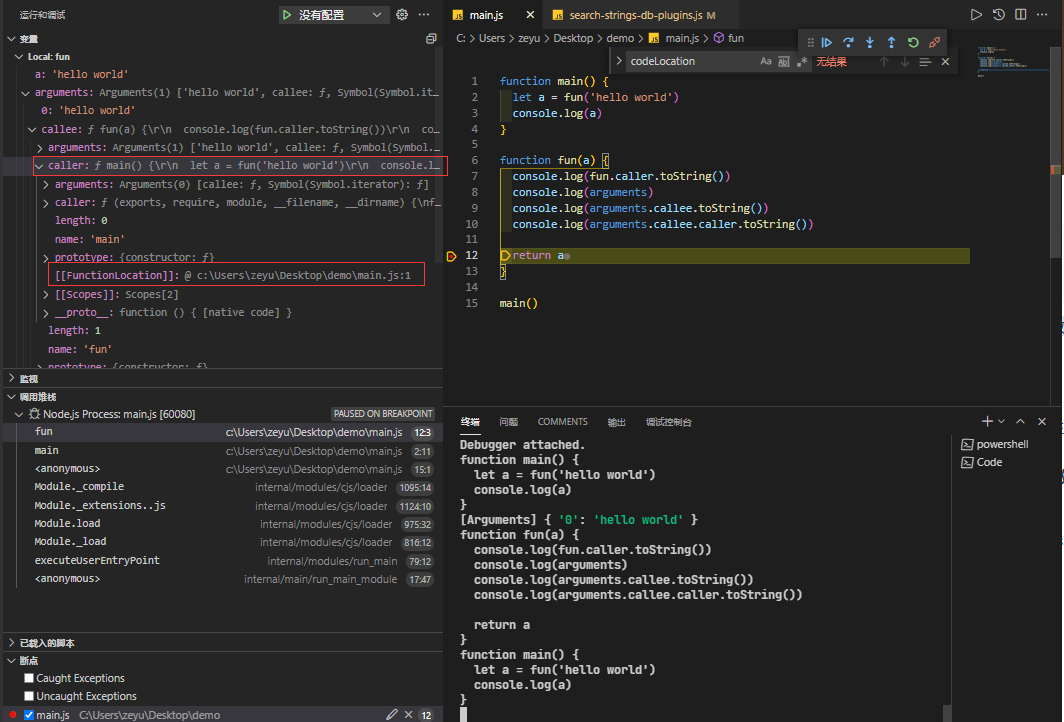 运行和调试
没有配置
变量
Local: fun
a: 'hello world'
arguments: Arguments(1) ['hello world', callee: ƒ, Symbol(Symbol.it…
0: 'hello world'
callee: ƒ fun(a) {\r\n  console.log(fun.caller.toString())\r\n  co…
arguments: Arguments(1) ['hello world', callee: ƒ, Symbol(Symbol.…
caller: ƒ main() {\r\n  let a = fun('hello world')\r\n  console.l…
arguments: Arguments(0) [callee: ƒ, Symbol(Symbol.iterator): ƒ]
caller: ƒ (exports, require, module, __filename, __dirname) {\nf…
length: 0
name: 'main'
prototype: {constructor: ƒ}
[[FunctionLocation]]: @ c:\Users\zeyu\Desktop\demo\main.js:1
[[Scopes]]: Scopes[2]
__proto__: function () { [native code] }
length: 1
name: 'fun'
prototype: {constructor: ƒ}
监视
调用堆栈
Node.js Process: main.js [60080] PAUSED ON BREAKPOINT
fun c:\Users\zeyu\Desktop\demo\main.js 12:3
main c:\Users\zeyu\Desktop\demo\main.js 2:11
<anonymous> c:\Users\zeyu\Desktop\demo\main.js 15:1
Module._compile internal/modules/cjs/loader 1095:14
Module._extensions..js internal/modules/cjs/loader 1124:10
Module.load internal/modules/cjs/loader 975:32
Module._load internal/modules/cjs/loader 816:12
executeUserEntryPoint internal/modules/run_main 79:12
<anonymous> internal/main/run_main_module 17:47
已载入的脚本
断点
Caught Exceptions
Uncaught Exceptions
main.js C:\Users\zeyu\Desktop\demo 12
JS main.js JS search-strings-db-plugins.js M
C: > Users > zeyu > Desktop > demo > JS main.js > fun
codeLocation Aa ab .* 无结果
1 function main() {
2 let a = fun('hello world')
3 console.log(a)
4 }
5
6 function fun(a) {
7 console.log(fun.caller.toString())
8 console.log(arguments)
9 console.log(arguments.callee.toString())
10 console.log(arguments.callee.caller.toString())
11
12 return a
13 }
14
15 main()
终端 问题 COMMENTS 输出 调试控制台
Debugger attached.
function main() {
let a = fun('hello world')
console.log(a)
}
[Arguments] { '0': 'hello world' }
function fun(a) {
console.log(fun.caller.toString())
console.log(arguments)
console.log(arguments.callee.toString())
console.log(arguments.callee.caller.toString())
return a
}
function main() {
let a = fun('hello world')
console.log(a)
}
powershell
Code